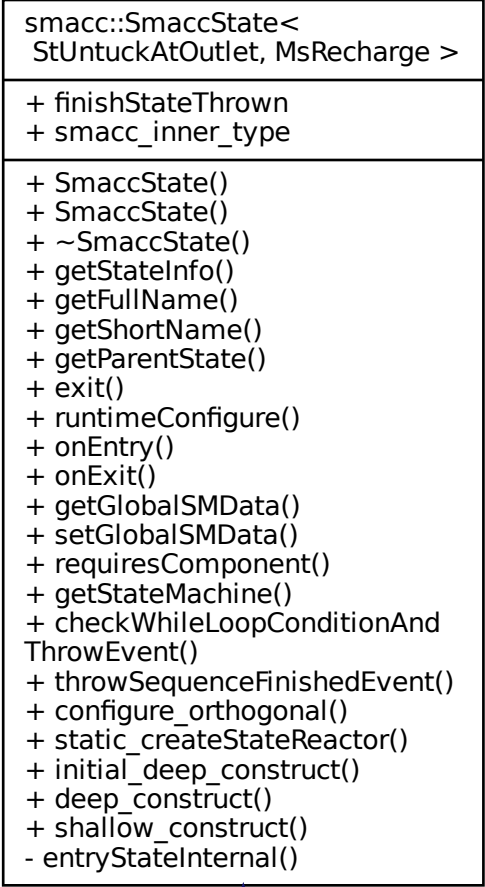 smacc::SmaccState<
StUntuckAtOutlet, MsRecharge >
+ finishStateThrown
+ smacc_inner_type
+ SmaccState()
+ SmaccState()
+ ~SmaccState()
+ getStateInfo()
+ getFullName()
+ getShortName()
+ getParentState()
+ exit()
+ runtimeConfigure()
+ onEntry()
+ onExit()
+ getGlobalSMData()
+ setGlobalSMData()
+ requiresComponent()
+ getStateMachine()
+ checkWhileLoopConditionAnd
ThrowEvent()
+ throwSequenceFinishedEvent()
+ configure_orthogonal()
+ static_createStateReactor()
+ initial_deep_construct()
+ deep_construct()
+ shallow_construct()
- entryStateInternal()